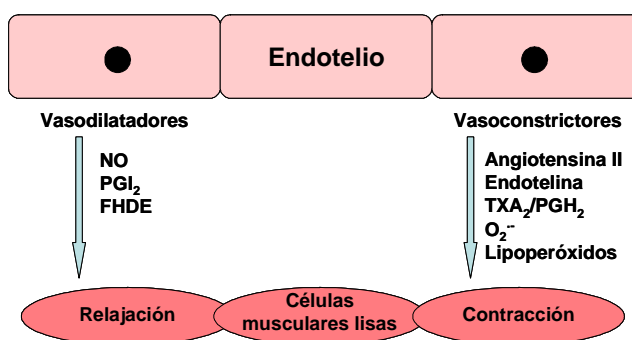 Endotelio
Vasodilatadores
NO
PGI₂
FHDE
Vasoconstrictores
Angiotensina II
Endotelina
TXA₂/PGH₂
O₂·-
Lipoperóxidos
Relajación
Células
musculares lisas
Contracción